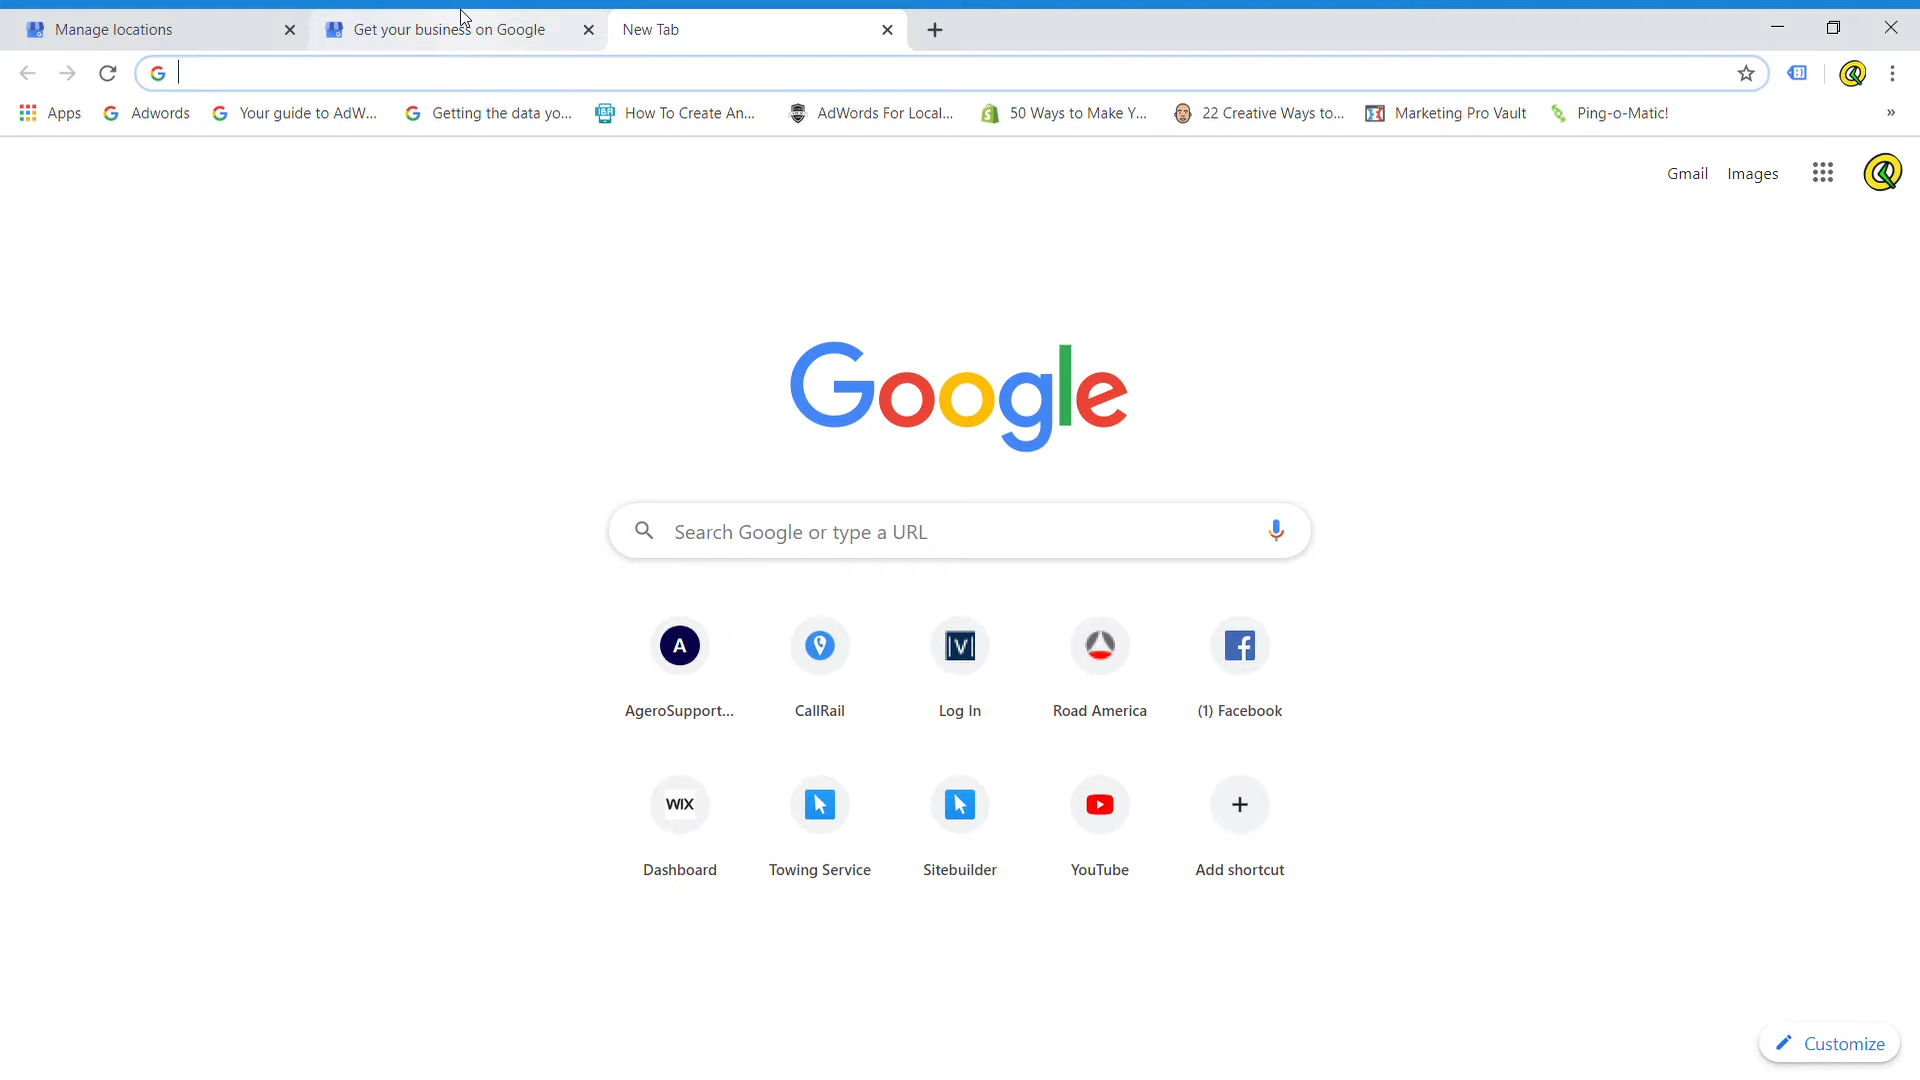 Manage locations
Get your business on Google
New Tab
Apps
Adwords
Your guide to AdW...
Getting the data yo...
How To Create An...
AdWords For Local...
50 Ways to Make Y...
22 Creative Ways to...
Marketing Pro Vault
Ping-o-Matic!
»
Gmail
Images
Google
Search Google or type a URL
A
|V|
AgeroSupport...
CallRail
Log In
Road America
(1) Facebook
WIX
Dashboard
Towing Service
Sitebuilder
YouTube
Add shortcut
Customize